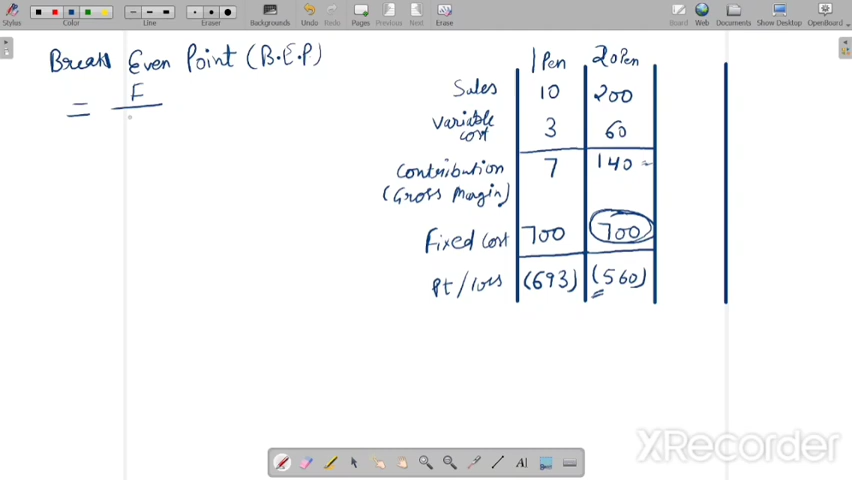 Stylus
Color
Line
Eraser
Backgrounds
Undo
Redo
Page
Previous
Next
Erase
Board
Web
Documents
Show Desktop
OpenBoard
Break Even Point (B.E.P)
= F
1 Pen 20 Pen
Sales 10 200
Variable cost 3 60
Contribution 7 140
(Gross Margin)
Fixed cost 700 700
Pt/loss (693) (560)
XRecorder